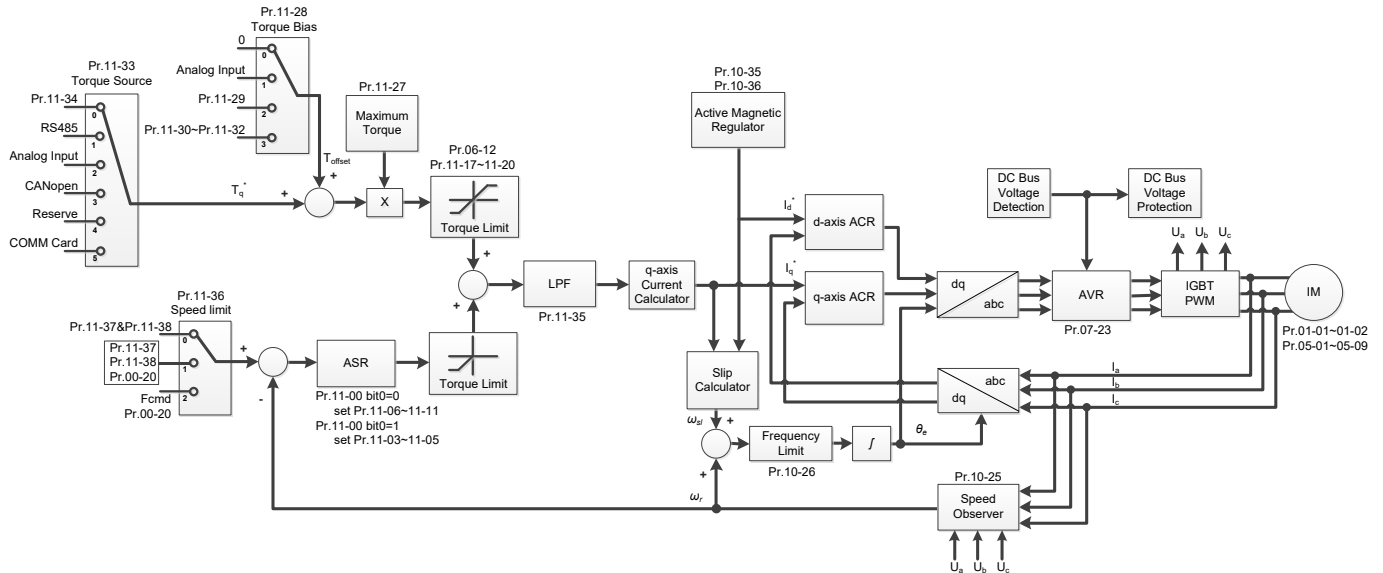 Pr.11-28
Torque Bias
0
0
Analog Input
1
Pr.11-29
2
Pr.11-30~Pr.11-32
3
Pr.11-33
Torque Source
Pr.11-34
0
RS485
1
Analog Input
2
CANopen
3
Reserve
4
COMM Card
5
Tq*
+
Toffset
+
Pr.11-27
Maximum
Torque
X
Pr.06-12
Pr.11-17~11-20
Torque Limit
+
+
Pr.11-36
Speed limit
Pr.11-37&Pr.11-38
0
Pr.11-37
Pr.11-38
Pr.00-20
1
Fcmd
Pr.00-20
2
+
-
ASR
Pr.11-00 bit0=0
set Pr.11-06~11-11
Pr.11-00 bit0=1
set Pr.11-03~11-05
Torque Limit
LPF
Pr.11-35
q-axis
Current
Calculator
Pr.10-35
Pr.10-36
Active Magnetic
Regulator
Id*
d-axis ACR
Iq*
q-axis ACR
dq
abc
DC Bus
Voltage
Detection
DC Bus
Voltage
Protection
AVR
Pr.07-23
Ua
Ub
Uc
IGBT
PWM
IM
Pr.01-01~01-02
Pr.05-01~05-09
Slip
Calculator
ωsl
+
+
ωr
Frequency
Limit
Pr.10-26
∫
θe
abc
dq
Ia
Ib
Ic
Pr.10-25
Speed
Observer
Ua
Ub
Uc